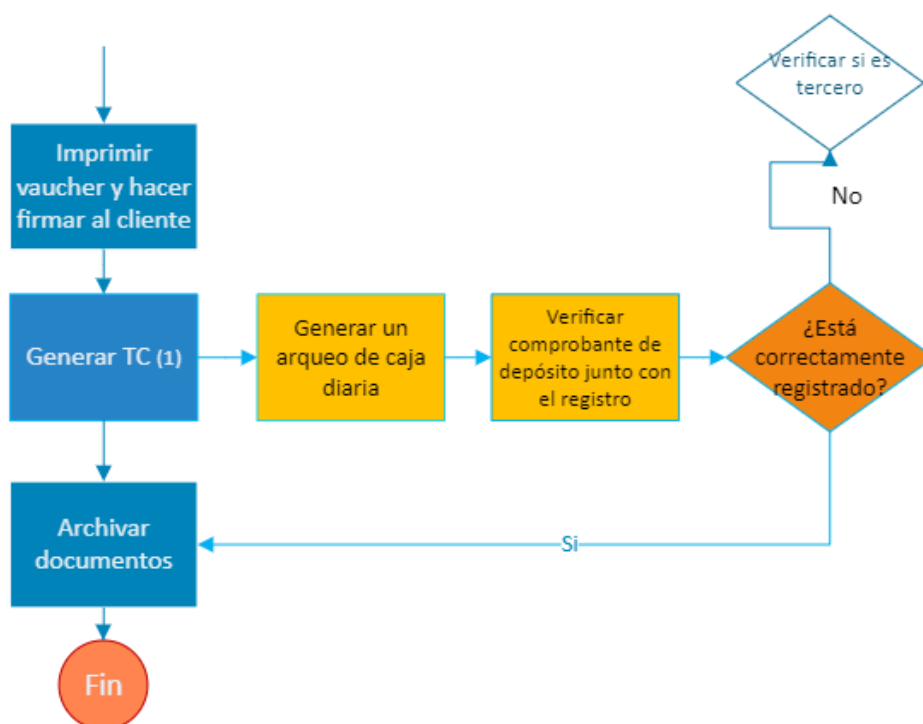 Verificar si es
tercero
Imprimir
vaucher y hacer
firmar al cliente
No
Generar TC (1)
Generar un
arqueo de caja
diaria
Verificar
comprobante de
depósito junto con
el registro
¿Está
correctamente
registrado?
Archivar
documentos
Si
Fin